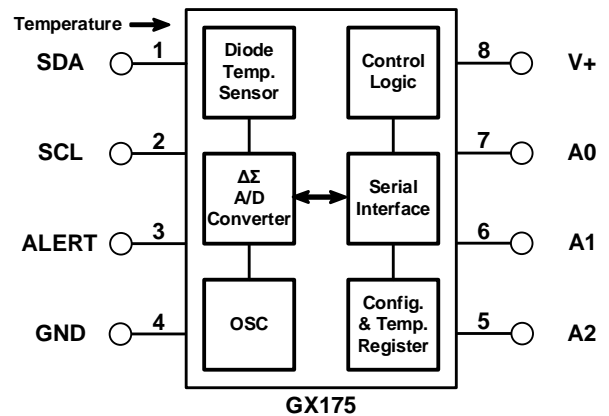 Temperature
SDA
1
SCL
2
ALERT
3
GND
4
Diode
Temp.
Sensor
ΔΣ
A/D
Converter
OSC
Control
Logic
Serial
Interface
Config.
& Temp.
Register
8
V+
7
A0
6
A1
5
A2
GX175